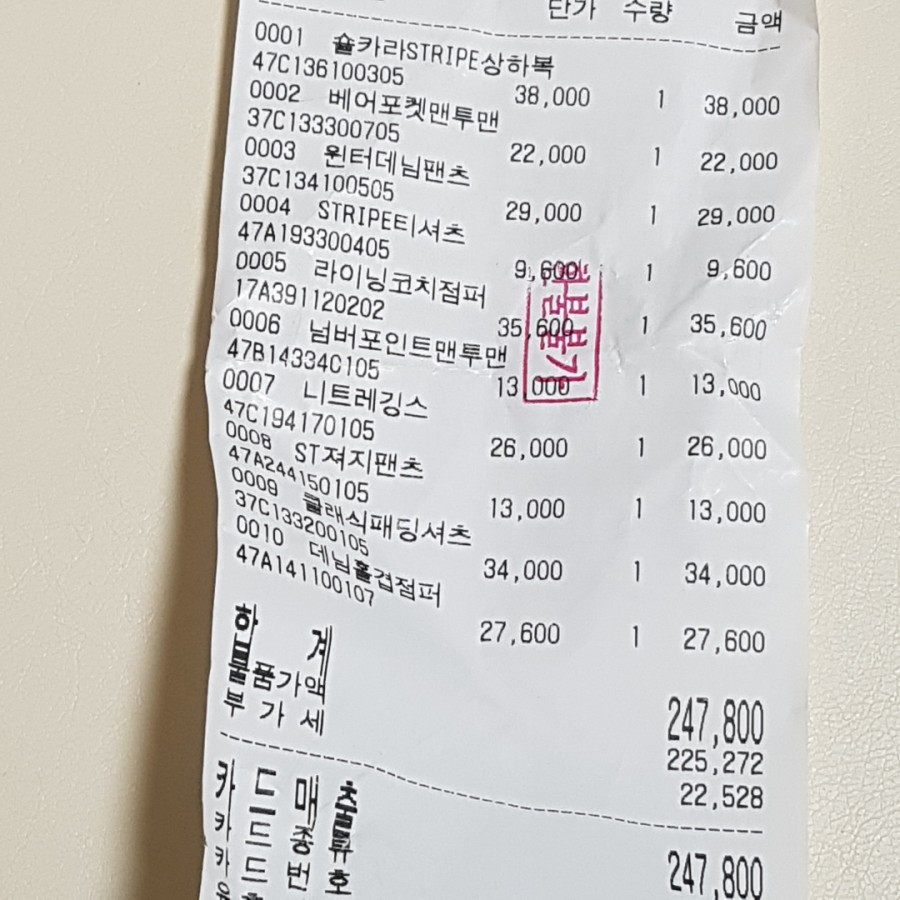 단가 수량 금액
0001 숄카라STRIPE상하복
47C136100305 38,000 1 38,000
0002 베어포켓맨투맨
37C133300705 22,000 1 22,000
0003 윈터데님팬츠
37C134100505 29,000 1 29,000
0004 STRIPE티셔츠
47A193300405 9,600 1 9,600
0005 라이닝코치점퍼
17A391120202 35,600 1 35,600
0006 넘버포인트맨투맨
47B14334C105 13,000 1 13,000
0007 니트레깅스
47C194170105 26,000 1 26,000
0008 ST져지팬츠
47A244150105 13,000 1 13,000
0009 클래식패딩셔츠
37C133200105 34,000 1 34,000
0010 데님홑겹점퍼
47A141100107 27,600 1 27,600
합 계 247,800
물품가액 225,272
부 가 세 22,528
카 드 매 출 247,800
카 드 종 류
카 드 번 호
환불불가